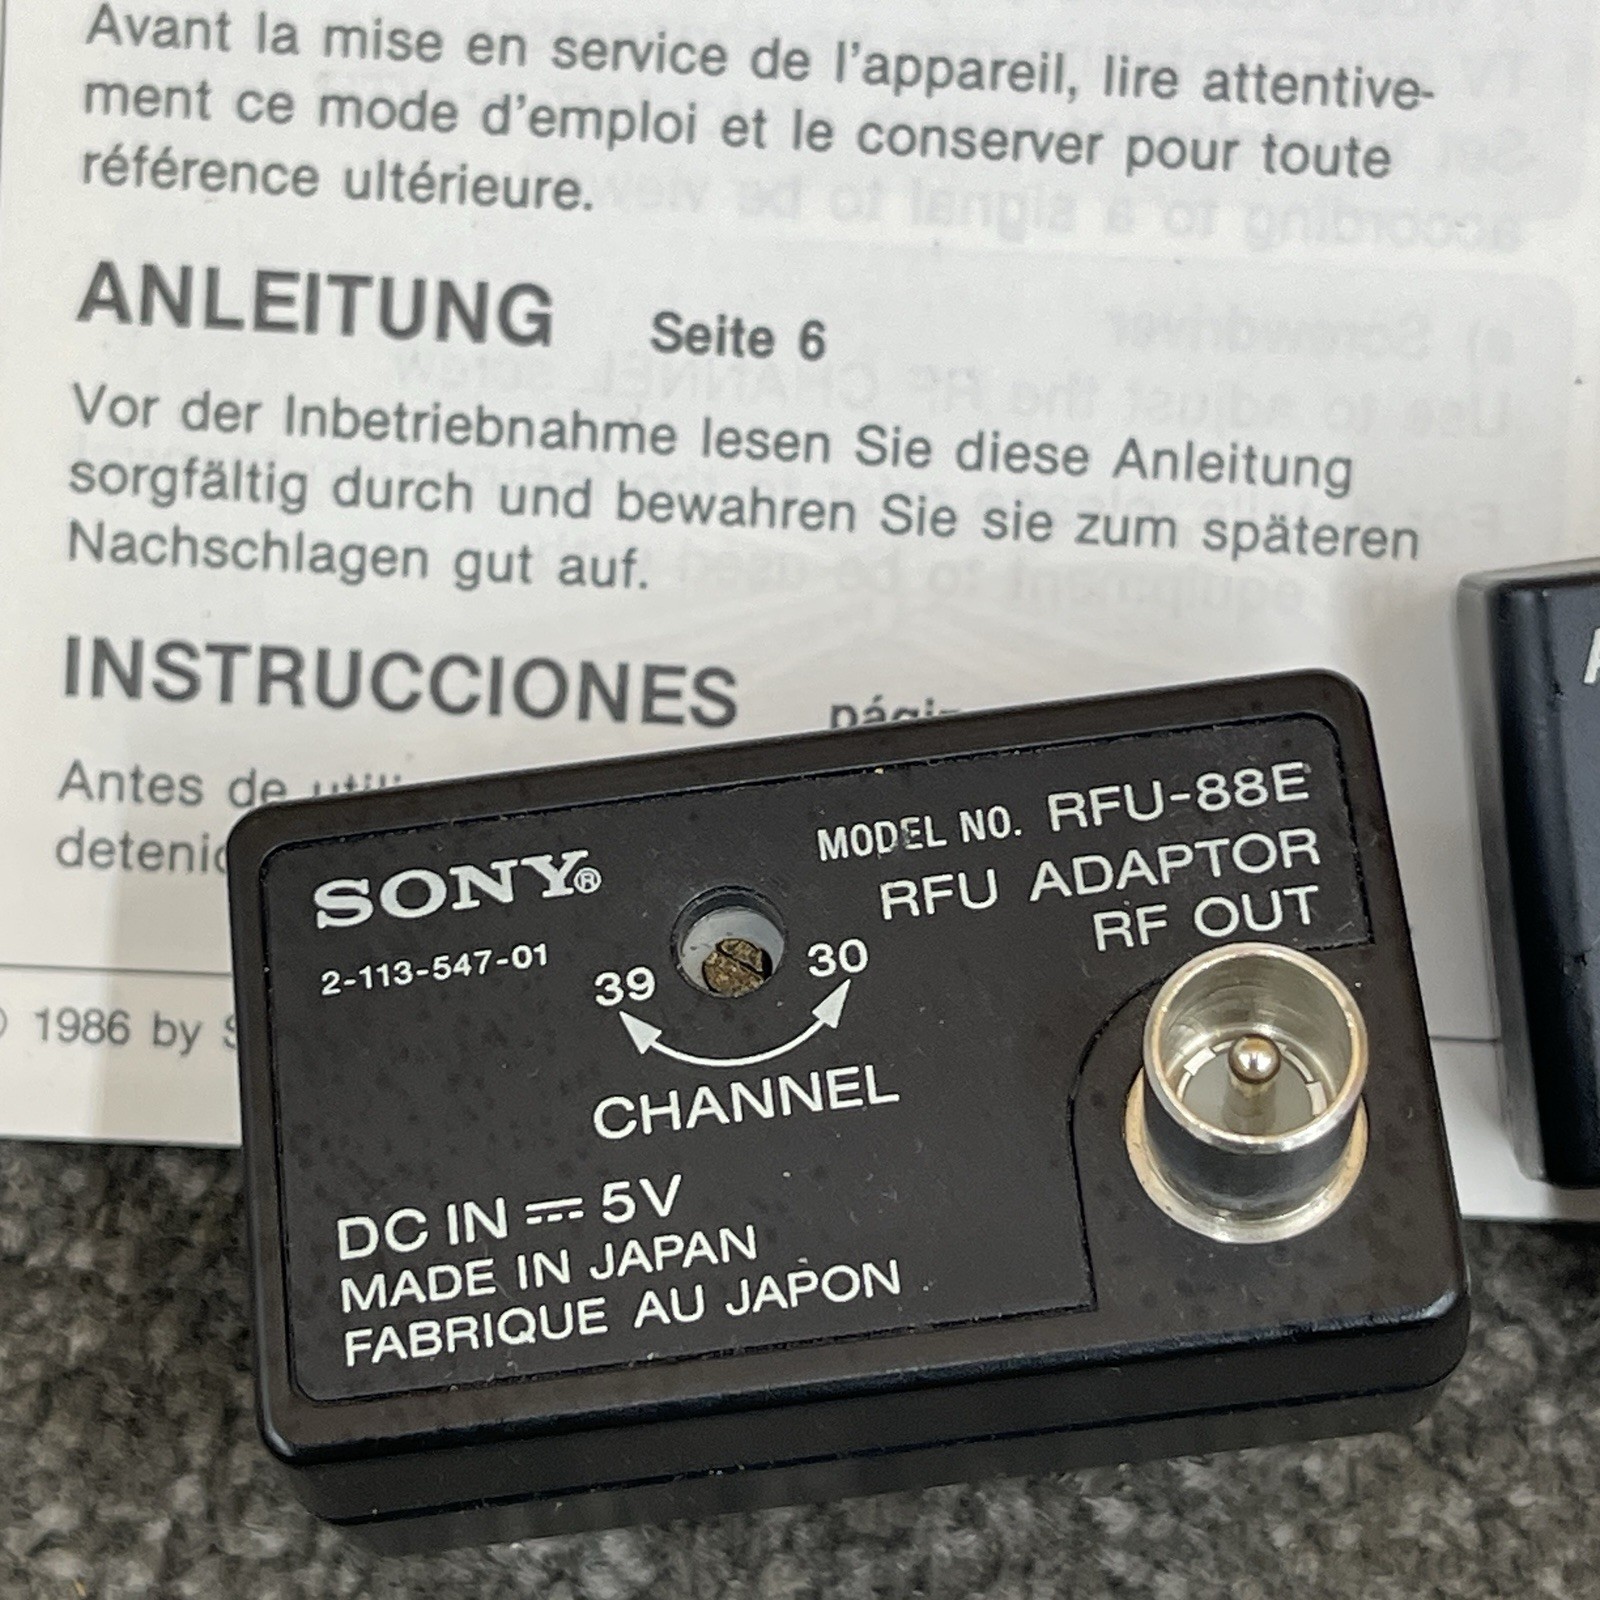 Avant la mise en service de l'appareil, lire attentive-
ment ce mode d'emploi et le conserver pour toute
référence ultérieure.
ANLEITUNG Seite 6
Vor der Inbetriebnahme lesen Sie diese Anleitung
sorgfältig durch und bewahren Sie sie zum späteren
Nachschlagen gut auf.
INSTRUCCIONES
Antes de
1986 by
SONY®
2-113-547-01
MODEL NO. RFU-88E
RFU ADAPTOR
RF OUT
39 30
CHANNEL
DC IN ⎓ 5V
MADE IN JAPAN
FABRIQUE AU JAPON